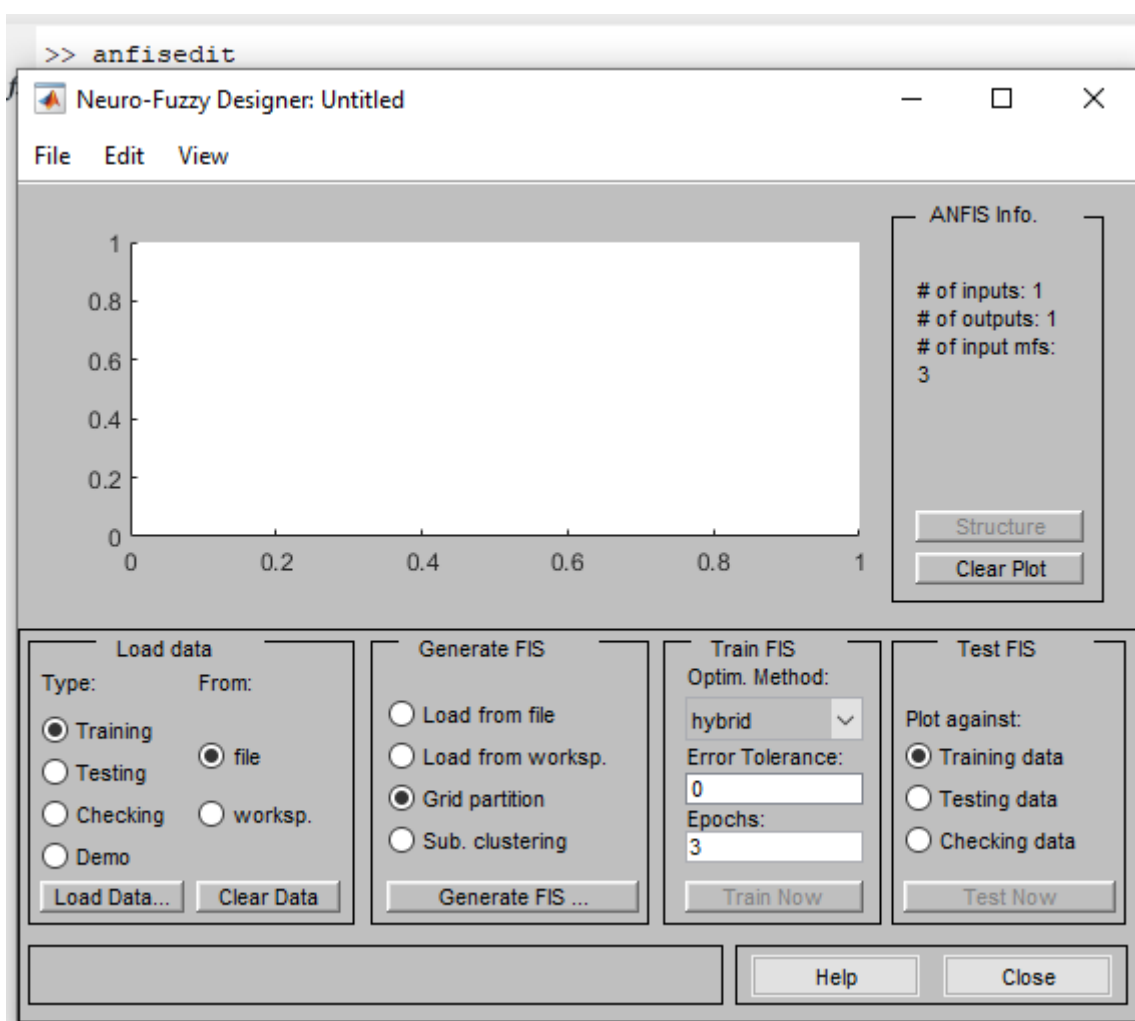 >> anfisedit
Neuro-Fuzzy Designer: Untitled
File Edit View
1
0.8
0.6
0.4
0.2
0
0 0.2 0.4 0.6 0.8 1
ANFIS Info.
# of inputs: 1
# of outputs: 1
# of input mfs:
3
Structure
Clear Plot
Load data
Type: From:
Training
Testing
Checking
Demo
file
worksp.
Load Data... Clear Data
Generate FIS
Load from file
Load from worksp.
Grid partition
Sub. clustering
Generate FIS ...
Train FIS
Optim. Method:
hybrid
Error Tolerance:
0
Epochs:
3
Train Now
Test FIS
Plot against:
Training data
Testing data
Checking data
Test Now
Help Close